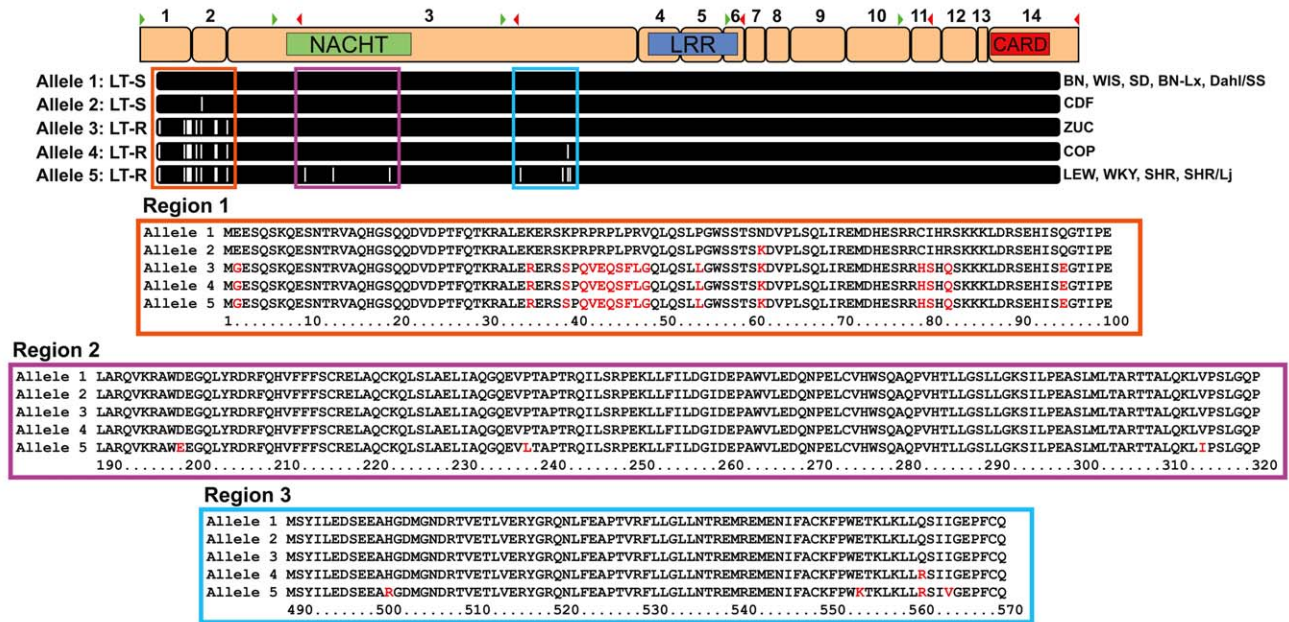 1 2 3 4 5 6 7 8 9 10 11 12 13 14
NACHT LRR CARD
Allele 1: LT-S BN, WIS, SD, BN-Lx, Dahl/SS
Allele 2: LT-S CDF
Allele 3: LT-R ZUC
Allele 4: LT-R COP
Allele 5: LT-R LEW, WKY, SHR, SHR/Lj
Region 1
Allele 1 MEESQSKQESNTRVAQHGSQQDVDPTFQTKRALEKERSKPRPRPLPRVQLQSLPGWSSTSNDVPLSQLIREMDHESRRCIHRSKKKLDRSEHISQGTIPE
Allele 2 MEESQSKQESNTRVAQHGSQQDVDPTFQTKRALEKERSKPRPRPLPRVQLQSLPGWSSTSKDVPLSQLIREMDHESRRCIHRSKKKLDRSEHISQGTIPE
Allele 3 MGESQSKQESNTRVAQHGSQQDVDPTFQTKRALERERSSPQVEQSFLGQLQSLLGWSSTSKDVPLSQLIREMDHESRRHSHQSKKKLDRSEHISEGTIPE
Allele 4 MGESQSKQESNTRVAQHGSQQDVDPTFQTKRALERERSSPQVEQSFLGQLQSLLGWSSTSKDVPLSQLIREMDHESRRHSHQSKKKLDRSEHISEGTIPE
Allele 5 MGESQSKQESNTRVAQHGSQQDVDPTFQTKRALERERSSPQVEQSFLGQLQSLLGWSSTSKDVPLSQLIREMDHESRRHSHQSKKKLDRSEHISEGTIPE
1.......10........20........30........40........50........60........70........80........90.......100
Region 2
Allele 1 LARQVKRAWDEGQLYRDRFQHVFFFSCRELAQCKQLSLAELIAQGQEVPTAPTRQILSRPEKLLFILDGIDEPAWVLEDQNPELCVHWSQAQPVHTLLGSLLGKSILPEASLMLTARTTALQKLVPSLGQP
Allele 2 LARQVKRAWDEGQLYRDRFQHVFFFSCRELAQCKQLSLAELIAQGQEVPTAPTRQILSRPEKLLFILDGIDEPAWVLEDQNPELCVHWSQAQPVHTLLGSLLGKSILPEASLMLTARTTALQKLVPSLGQP
Allele 3 LARQVKRAWDEGQLYRDRFQHVFFFSCRELAQCKQLSLAELIAQGQEVPTAPTRQILSRPEKLLFILDGIDEPAWVLEDQNPELCVHWSQAQPVHTLLGSLLGKSILPEASLMLTARTTALQKLVPSLGQP
Allele 4 LARQVKRAWDEGQLYRDRFQHVFFFSCRELAQCKQLSLAELIAQGQEVPTAPTRQILSRPEKLLFILDGIDEPAWVLEDQNPELCVHWSQAQPVHTLLGSLLGKSILPEASLMLTARTTALQKLVPSLGQP
Allele 5 LARQVKRAWEEGQLYRDRFQHVFFFSCRELAQCKQLSLAELIAQGQEVLTAPTRQILSRPEKLLFILDGIDEPAWVLEDQNPELCVHWSQAQPVHTLLGSLLGKSILPEASLMLTARTTALQKLIPSLGQP
190.......200.......210.......220.......230.......240.......250.......260.......270.......280.......290.......300.......310.......320
Region 3
Allele 1 MSYILEDSEEAHGDMGNDRTVETLVERYGRQNLFEAPTVRFLLGLLNTREMREMENIFACKFPWETKLKLLQSIIGEPFCQ
Allele 2 MSYILEDSEEAHGDMGNDRTVETLVERYGRQNLFEAPTVRFLLGLLNTREMREMENIFACKFPWETKLKLLQSIIGEPFCQ
Allele 3 MSYILEDSEEAHGDMGNDRTVETLVERYGRQNLFEAPTVRFLLGLLNTREMREMENIFACKFPWETKLKLLQSIIGEPFCQ
Allele 4 MSYILEDSEEAHGDMGNDRTVETLVERYGRQNLFEAPTVRFLLGLLNTREMREMENIFACKFPWETKLKLLRSIIGEPFCQ
Allele 5 MSYILEDSEEARGDMGNDRTVETLVERYGRQNLFEAPTVRFLLGLLNTREMREMENIFACKFPWKTKLKLLRSIVGEPFCQ
490.......500.......510.......520.......530.......540.......550.......560.......570